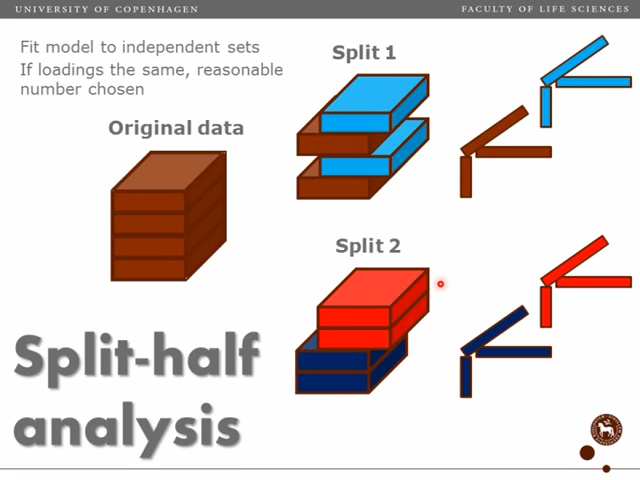 UNIVERSITY OF COPENHAGEN
FACULTY OF LIFE SCIENCES
Fit model to independent sets
If loadings the same, reasonable
number chosen
Split 1
Original data
Split 2
Split-half
analysis